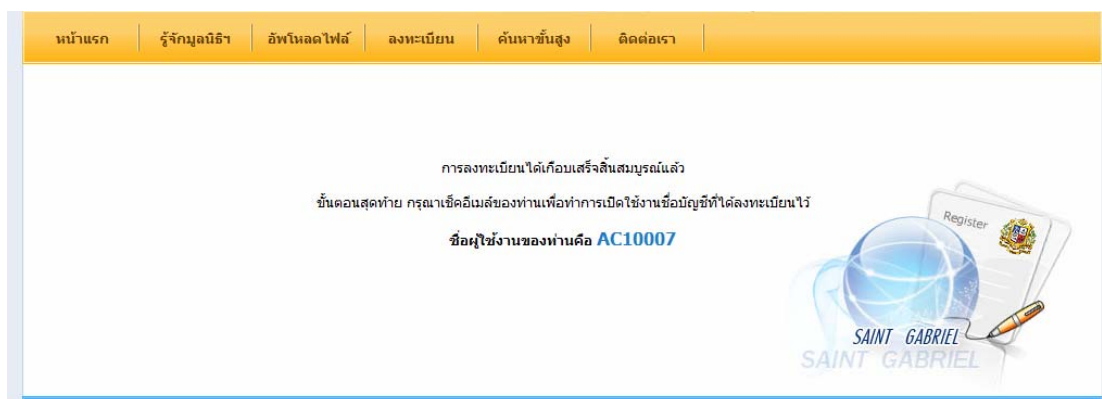 หน้าแรก รู้จักมูลนิธิฯ อัพโหลดไฟล์ ลงทะเบียน ค้นหาขั้นสูง ติดต่อเรา
การลงทะเบียนได้เกือบเสร็จสิ้นสมบูรณ์แล้ว
ขั้นตอนสุดท้าย กรุณาเช็คอีเมล์ของท่านเพื่อทำการเปิดใช้งานชื่อบัญชีที่ได้ลงทะเบียนไว้
ชื่อผู้ใช้งานของท่านคือ AC10007
Register
SAINT GABRIEL
SAINT GABRIEL